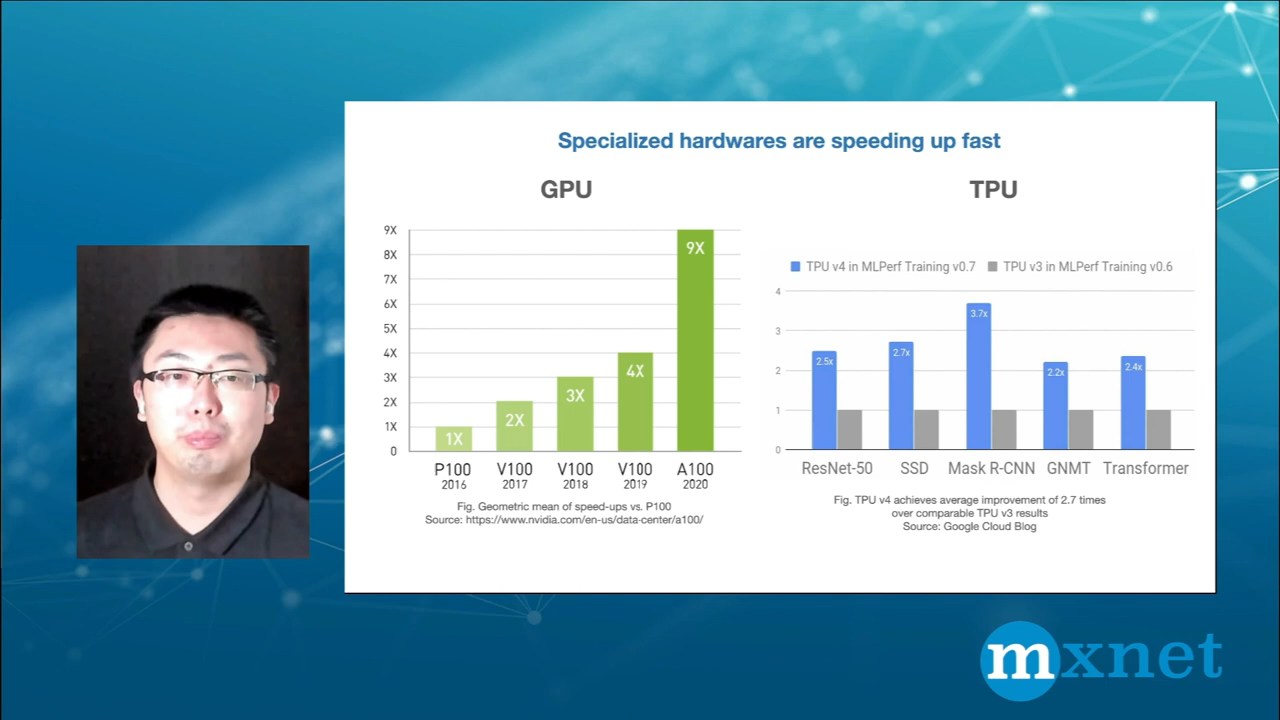 Specialized hardwares are speeding up fast
GPU
9X
8X
7X
6X
5X
4X
3X
2X
1X
0
1X
2X
3X
4X
9X
P100 V100 V100 V100 A100
2016 2017 2018 2019 2020
Fig. Geometric mean of speed-ups vs. P100
Source: https://www.nvidia.com/en-us/data-center/a100/
TPU
TPU v4 in MLPerf Training v0.7 TPU v3 in MLPerf Training v0.6
4
3
2
1
0
2.5x
2.7x
3.7x
2.2x
2.4x
ResNet-50 SSD Mask R-CNN GNMT Transformer
Fig. TPU v4 achieves average improvement of 2.7 times
over comparable TPU v3 results
Source: Google Cloud Blog
mxnet